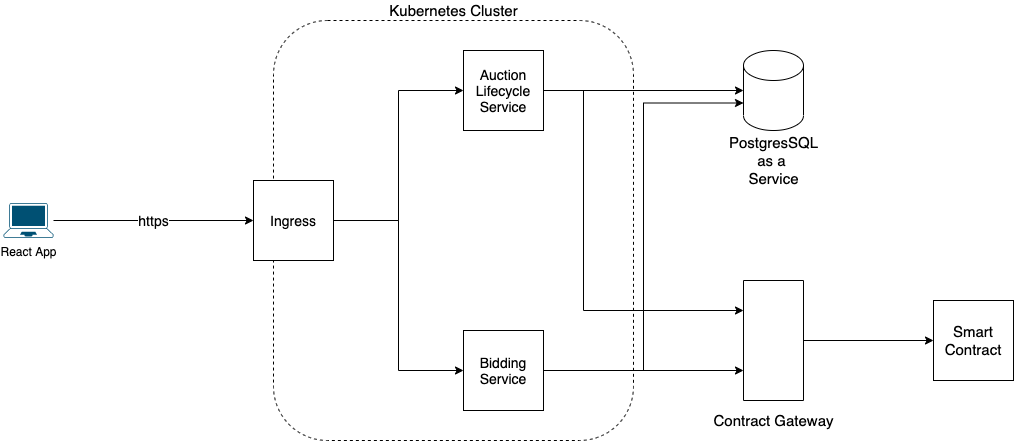 Kubernetes Cluster
Auction
Lifecycle
Service
PostgresSQL
as a
Service
https
Ingress
React App
Bidding
Service
Smart
Contract
Contract Gateway